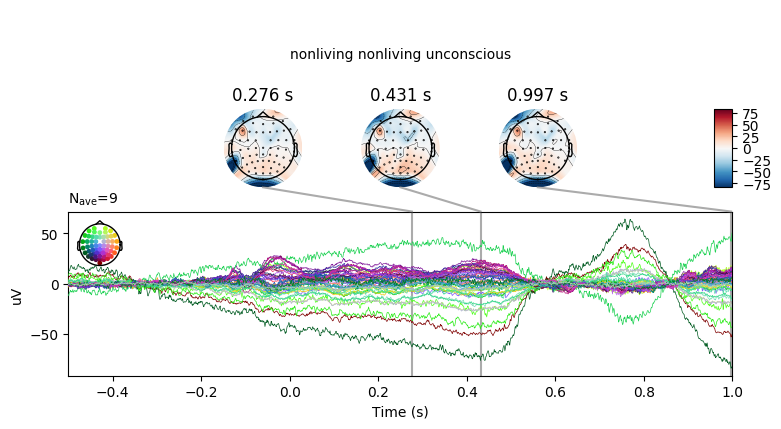 nonliving nonliving unconscious
0.276 s 0.431 s 0.997 s
75
50
25
0
−25
−50
−75
Nave=9
50
0
−50
uV
−0.4 −0.2 0.0 0.2 0.4 0.6 0.8 1.0
Time (s)